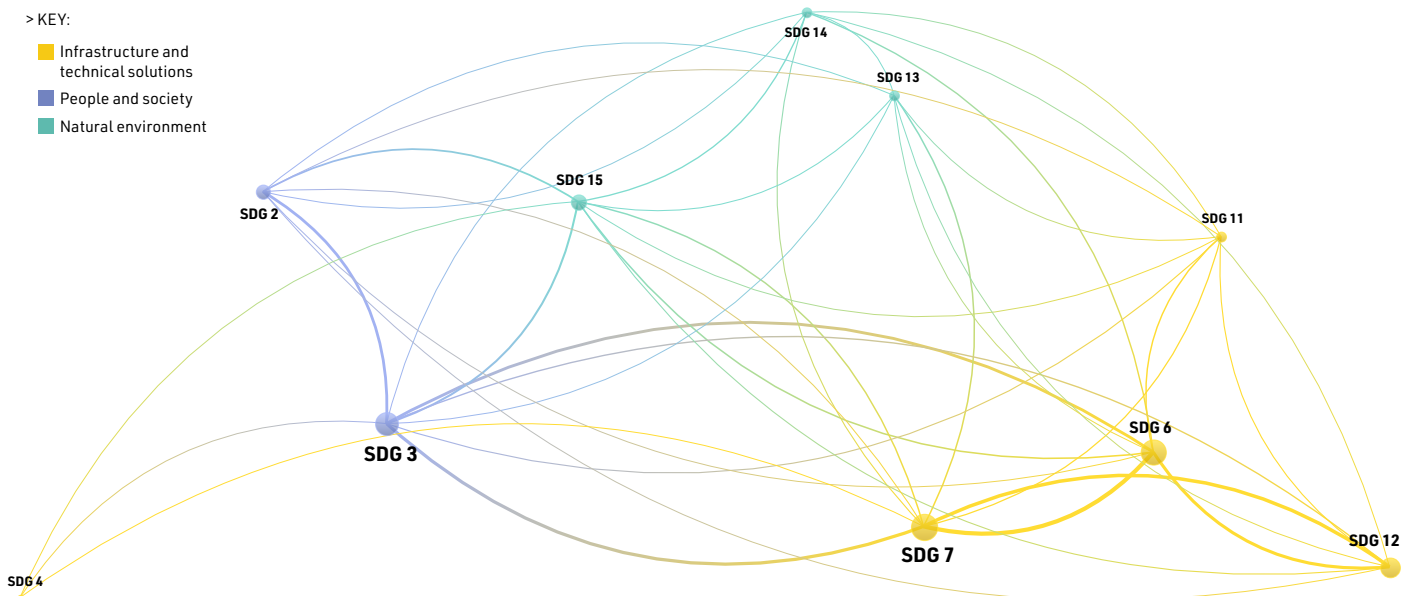 > KEY:
Infrastructure and
technical solutions
People and society
Natural environment
SDG 14
SDG 13
SDG 15
SDG 2
SDG 11
SDG 6
SDG 3
SDG 12
SDG 7
SDG 4